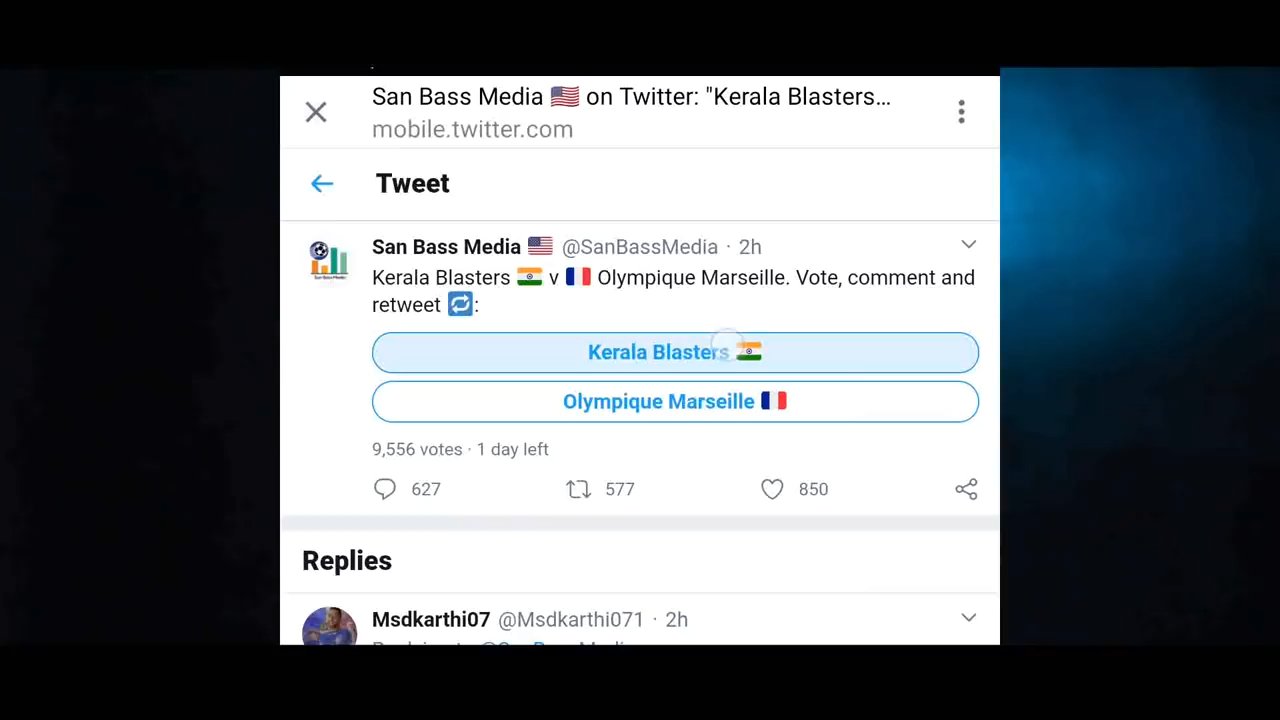 San Bass Media 🇺🇸 on Twitter: "Kerala Blasters...
mobile.twitter.com
Tweet
San Bass Media 🇺🇸 @SanBassMedia · 2h
Kerala Blasters 🇮🇳 v 🇫🇷 Olympique Marseille. Vote, comment and
retweet 🔁:
Kerala Blasters 🇮🇳
Olympique Marseille 🇫🇷
9,556 votes · 1 day left
627 577 850
Replies
Msdkarthi07 @Msdkarthi071 · 2h